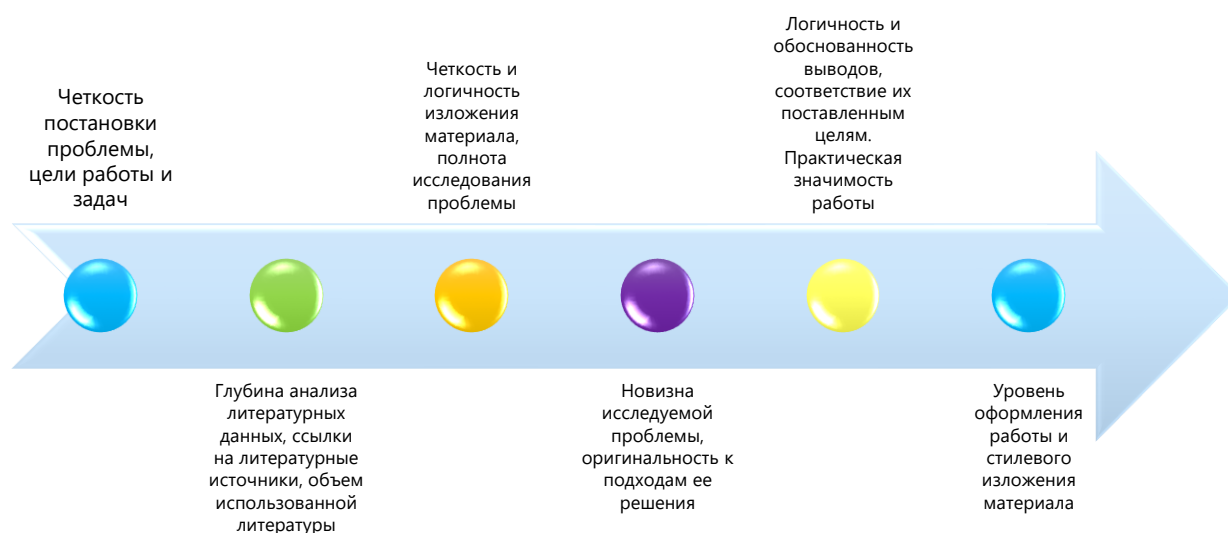 Четкость
постановки
проблемы,
цели работы и
задач
Глубина анализа
литературных
данных, ссылки
на литературные
источники, объем
использованной
литературы
Четкость и
логичность
изложения
материала,
полнота
исследования
проблемы
Новизна
исследуемой
проблемы,
оригинальность к
подходам ее
решения
Логичность и
обоснованность
выводов,
соответствие их
поставленным
целям.
Практическая
значимость
работы
Уровень
оформления
работы и
стилевого
изложения
материала